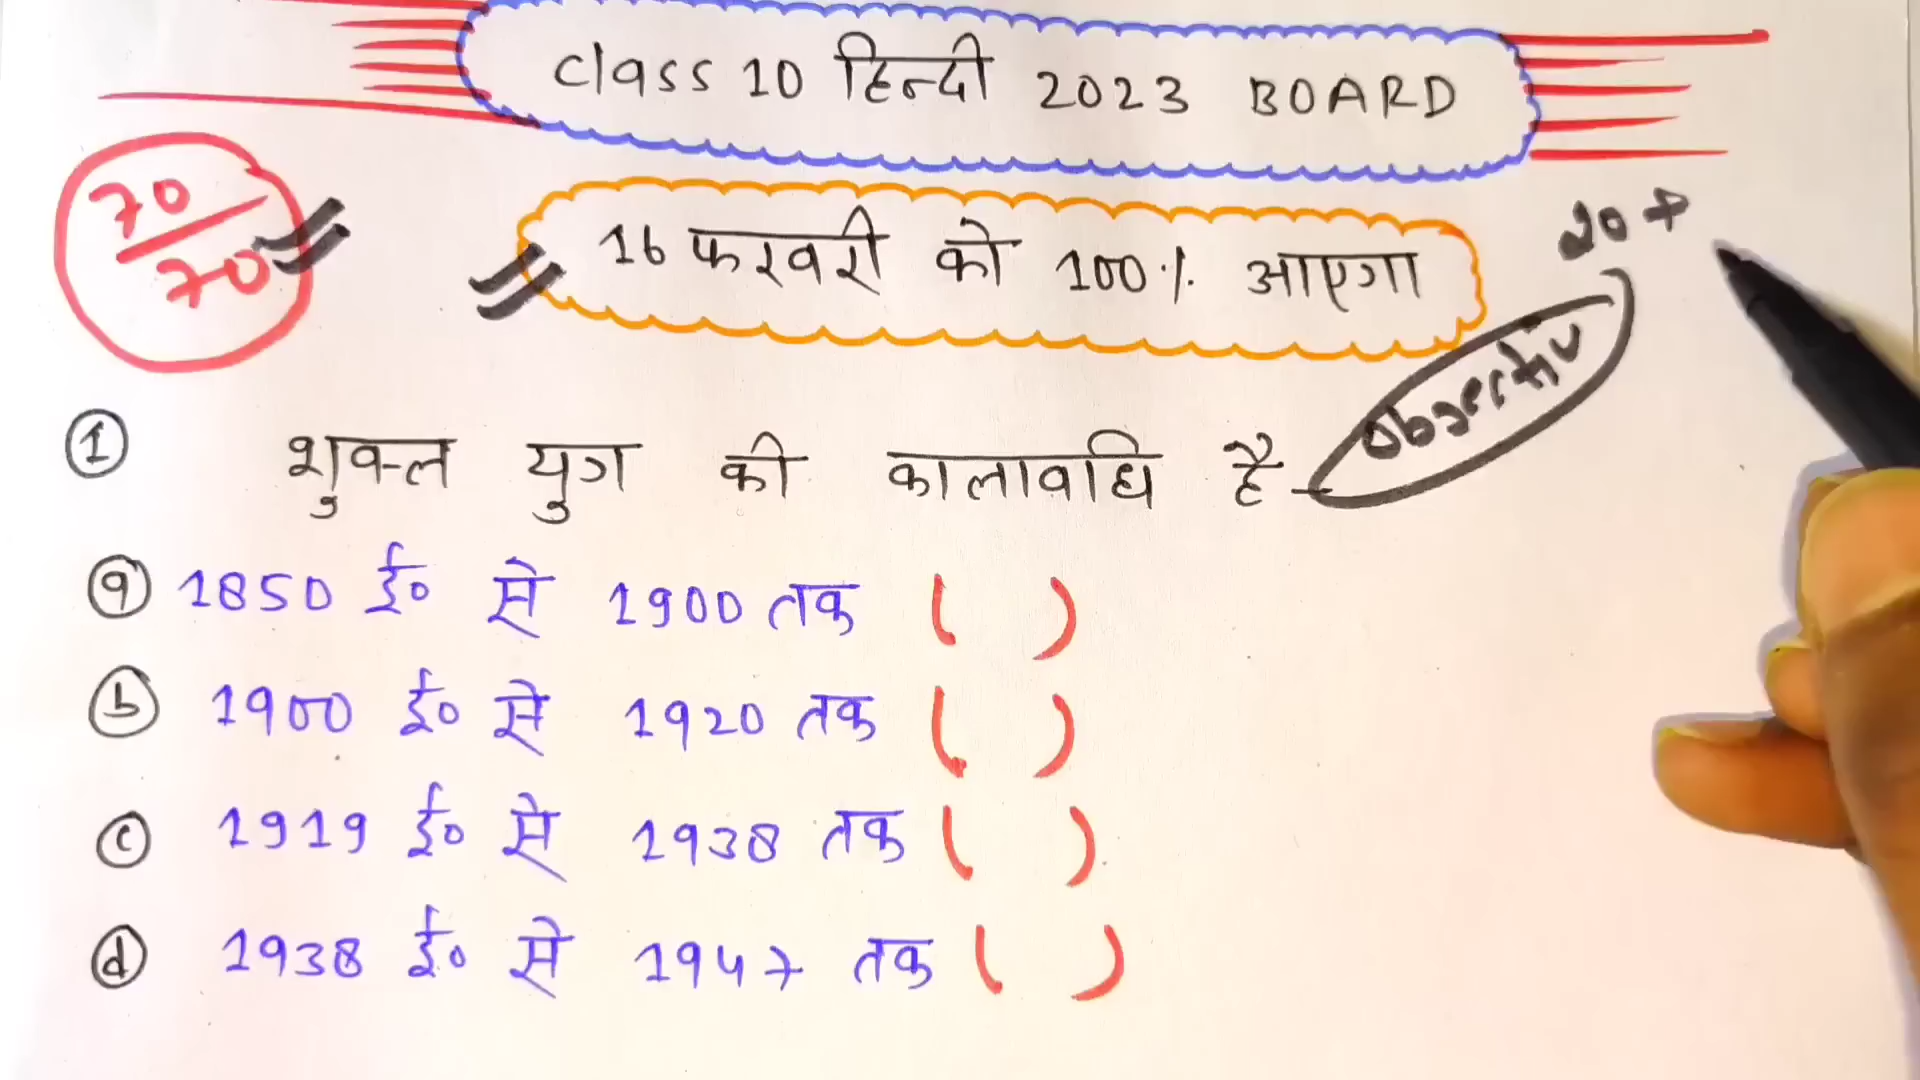 Class 10 हिन्दी 2023 BOARD
70/70
16 फरवरी को 100% आएगा
20+
Objectiv
1 शुक्ल युग की कालावधि है-
a 1850 ई० से 1900 तक ( )
b 1900 ई० से 1920 तक ( )
c 1919 ई० से 1938 तक ( )
d 1938 ई० से 1947 तक ( )